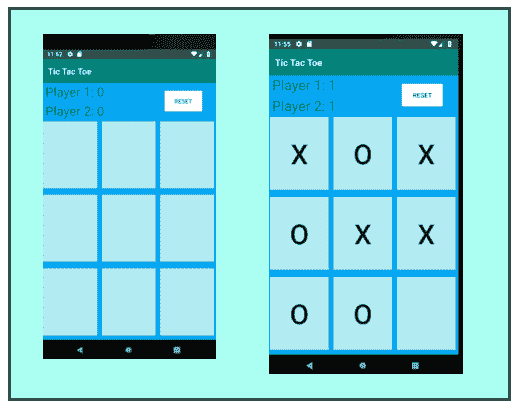 11:57
Tic Tac Toe
Player 1: 0
Player 2: 0
RESET
11:55
Tic Tac Toe
Player 1: 1
Player 2: 1
RESET
X O X
O X X
O O